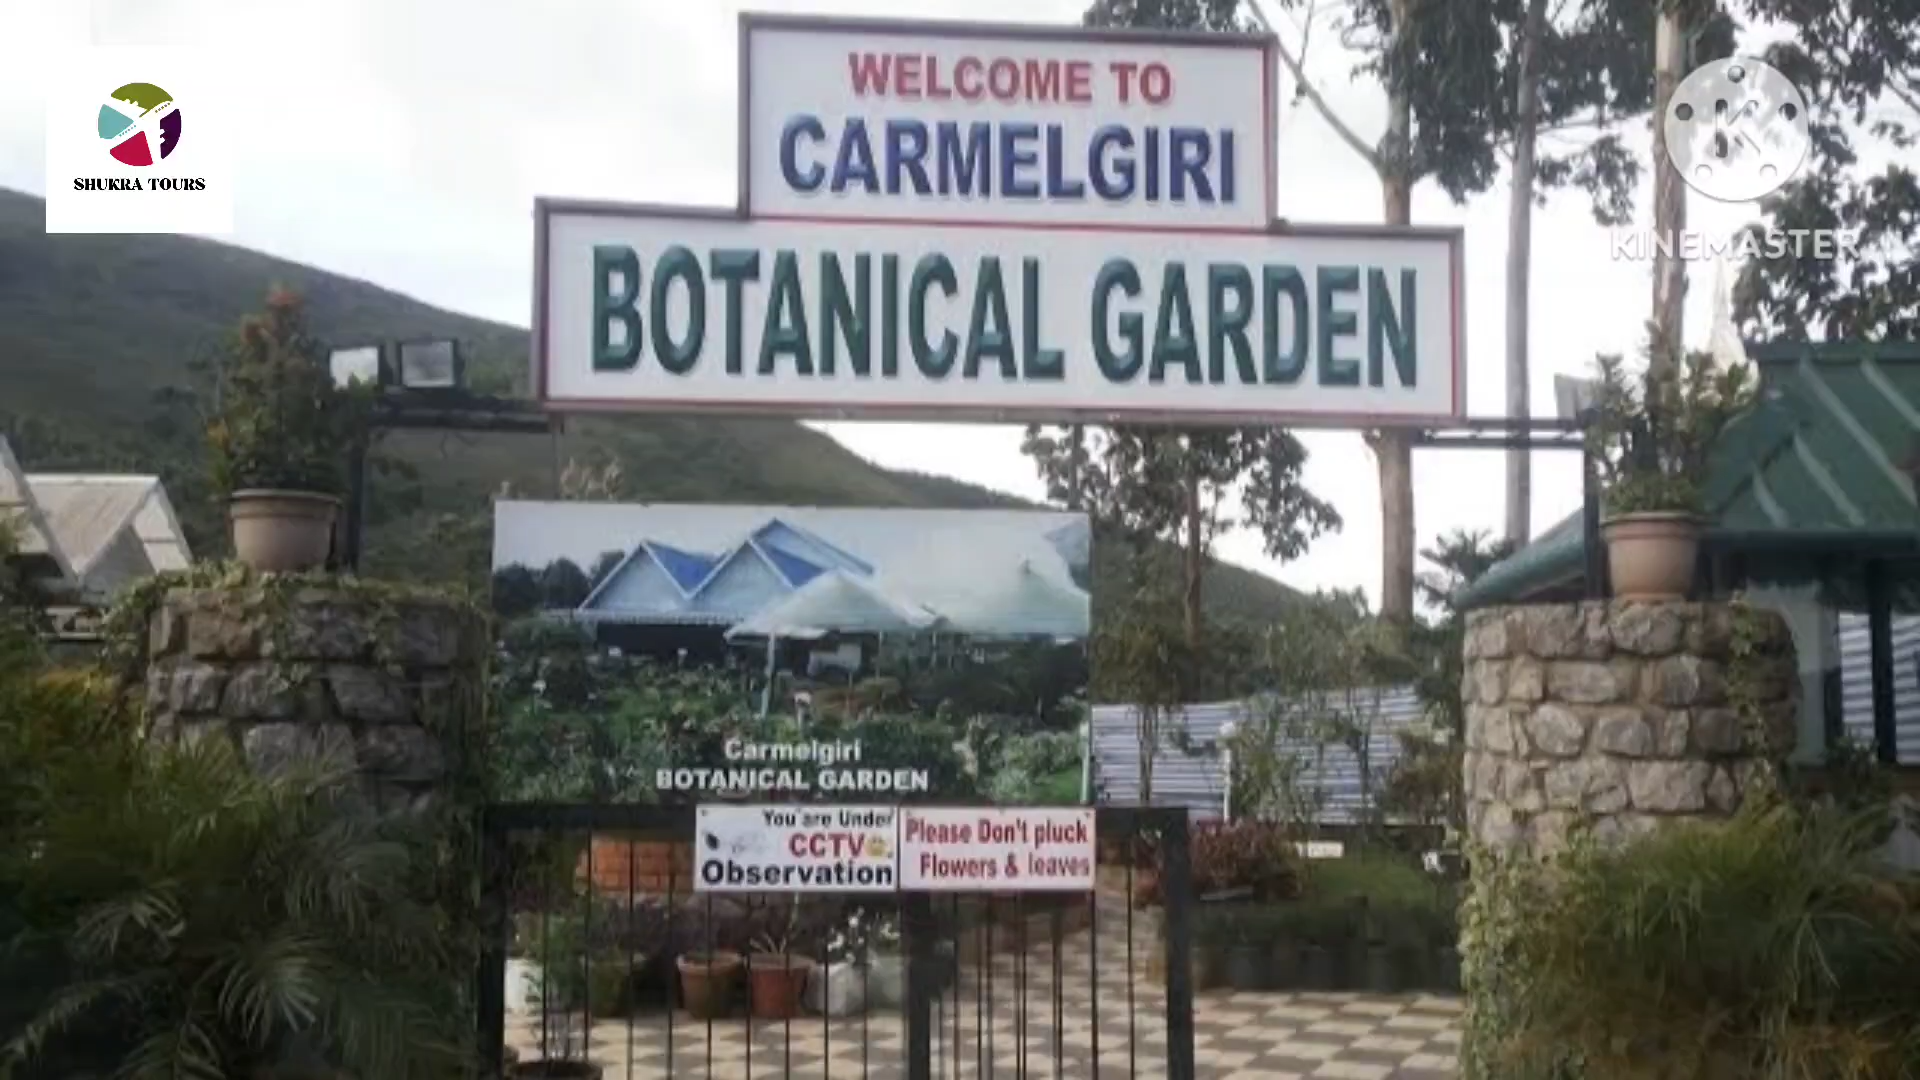 SHUKRA TOURS
WELCOME TO
CARMELGIRI
BOTANICAL GARDEN
KINEMASTER
Carmelgiri
BOTANICAL GARDEN
You are Under
CCTV
Observation
Please Don't pluck
Flowers & leaves